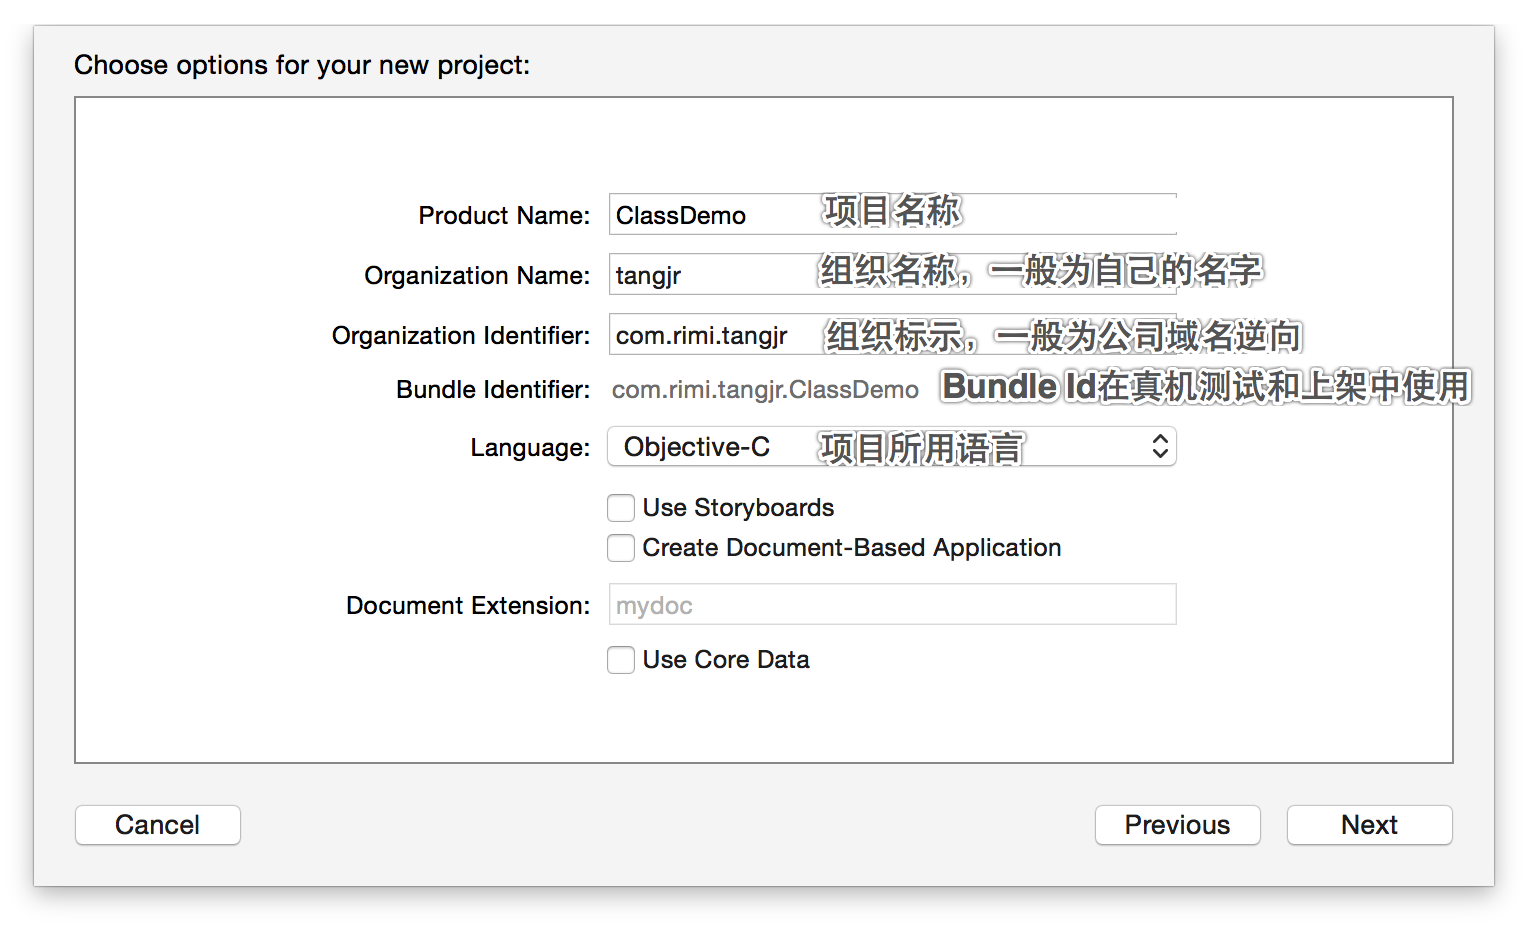 Choose options for your new project:
Product Name: ClassDemo 项目名称
Organization Name: tangjr 组织名称，一般为自己的名字
Organization Identifier: com.rimi.tangjr 组织标示，一般为公司域名逆向
Bundle Identifier: com.rimi.tangjr.ClassDemo Bundle Id在真机测试和上架中使用
Language: Objective-C 项目所用语言
Use Storyboards
Create Document-Based Application
Document Extension: mydoc
Use Core Data
Cancel Previous Next